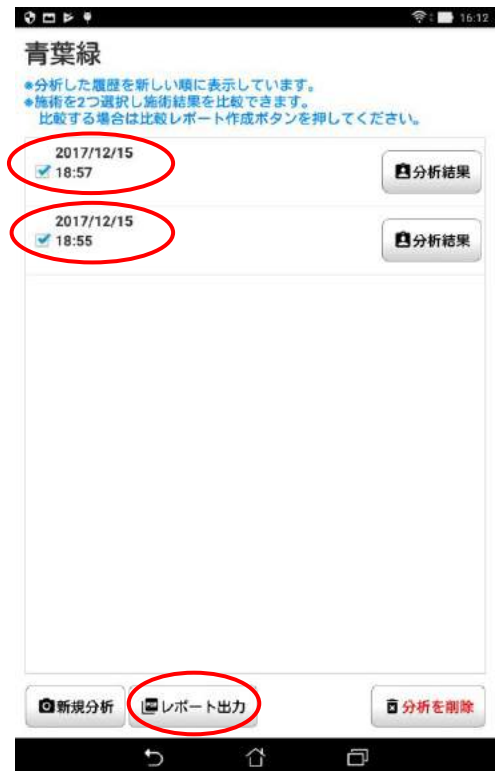 16:12
青葉緑
●分析した履歴を新しい順に表示しています。
●施術を2つ選択し施術結果を比較できます。
比較する場合は比較レポート作成ボタンを押してください。
2017/12/15
18:57
分析結果
2017/12/15
18:55
分析結果
新規分析 レポート出力 分析を削除